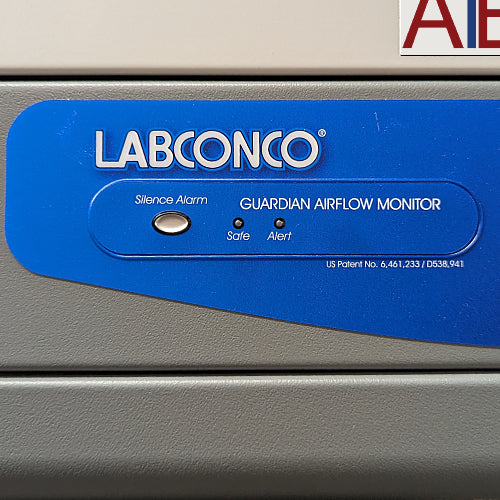 LABCONCO®
Silence Alarm
GUARDIAN AIRFLOW MONITOR
Safe Alert
US Patent No. 6,461,233 / D538,941